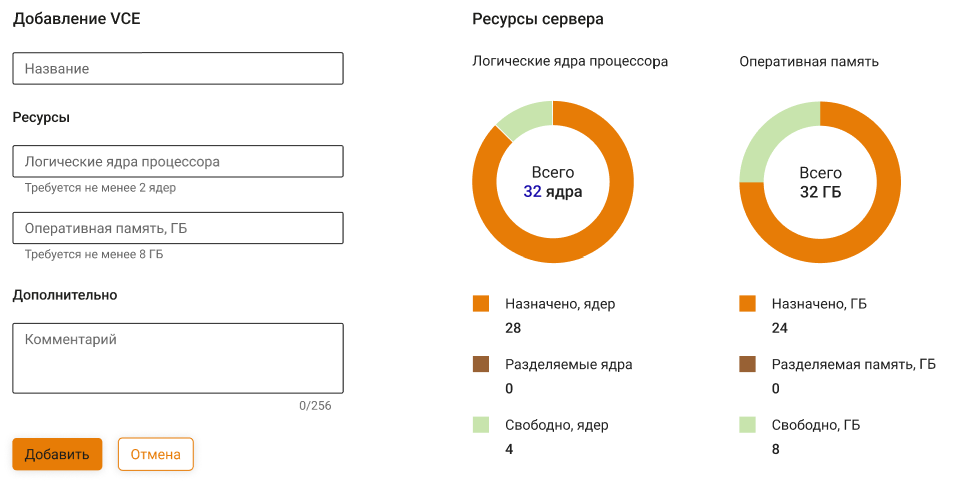 Добавление VCE
Название
Ресурсы
Логические ядра процессора
Требуется не менее 2 ядер
Оперативная память, ГБ
Требуется не менее 8 ГБ
Дополнительно
Комментарий
0/256
Добавить
Отмена
Ресурсы сервера
Логические ядра процессора
Всего
32 ядра
Назначено, ядер
28
Разделяемые ядра
0
Свободно, ядер
4
Оперативная память
Всего
32 ГБ
Назначено, ГБ
24
Разделяемая память, ГБ
0
Свободно, ГБ
8